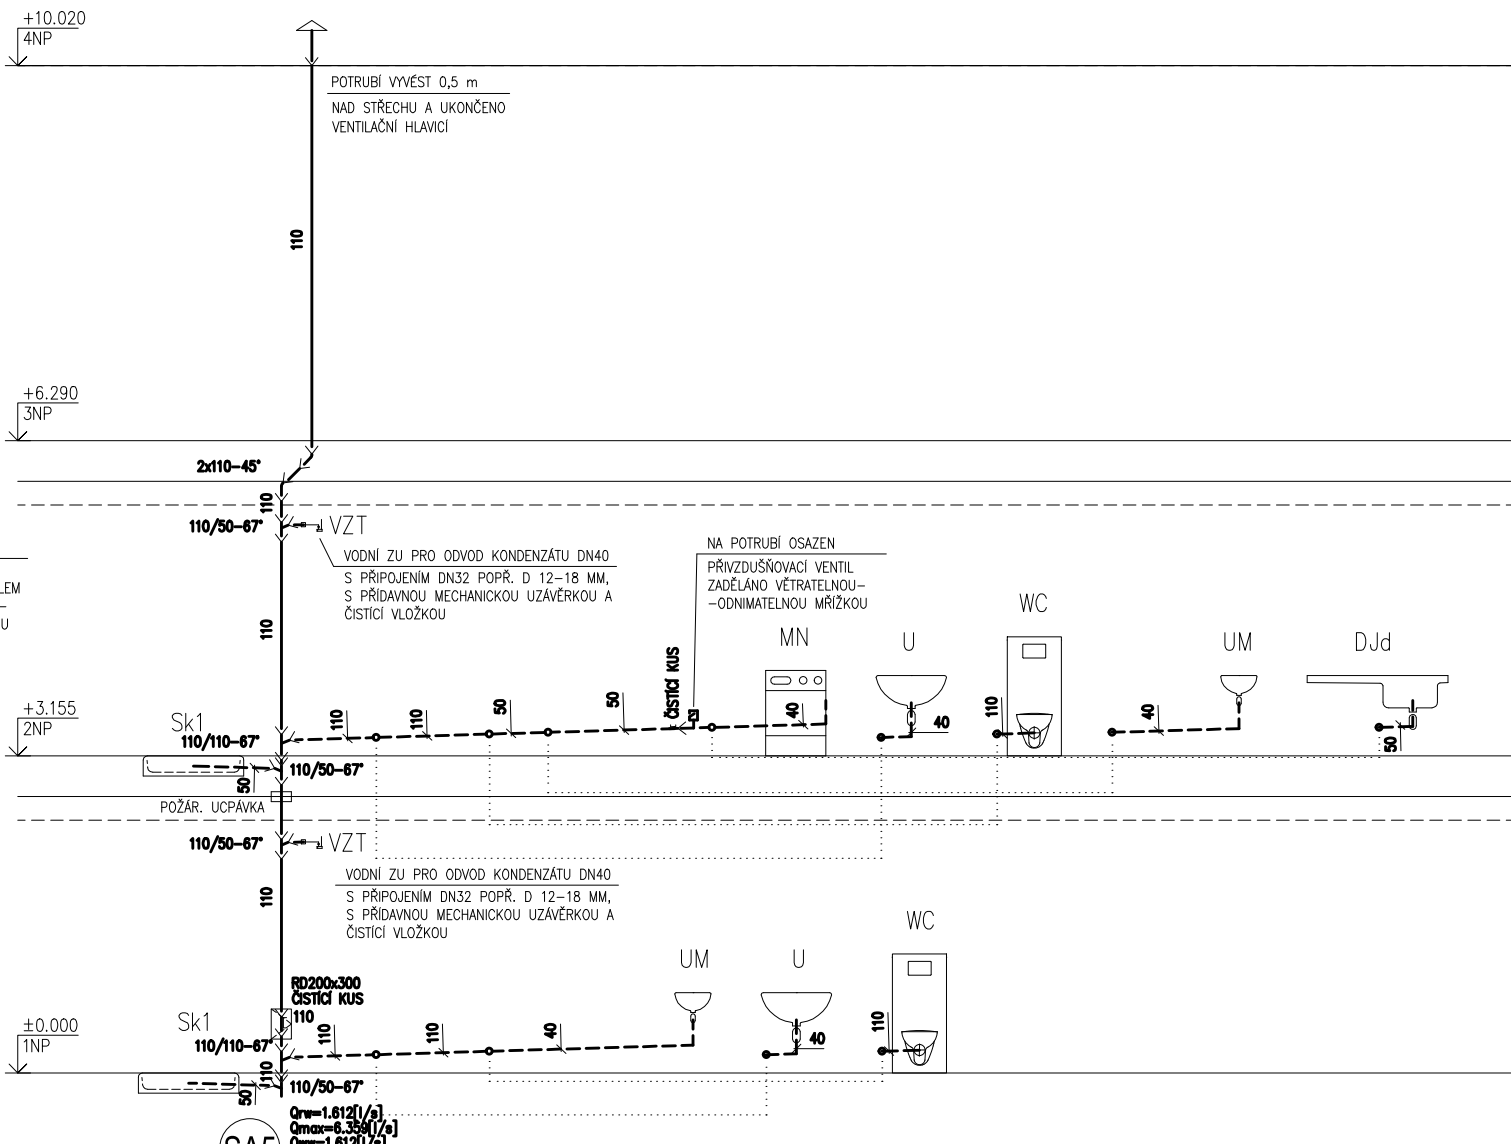 +10.020
4NP
POTRUBÍ VYVÉST 0,5 m
NAD STŘECHU A UKONČENO
VENTILAČNÍ HLAVICÍ
110
+6.290
3NP
2x110-45°
110
110/50-67°
VZT
VODNÍ ZU PRO ODVOD KONDENZÁTU DN40
S PŘIPOJENÍM DN32 POPŘ. D 12-18 MM,
S PŘÍDAVNOU MECHANICKOU UZÁVĚRKOU A
ČISTÍCÍ VLOŽKOU
NA POTRUBÍ OSAZEN
PŘIVZDUŠŇOVACÍ VENTIL
ZADĚLÁNO VĚTRATELNOU-
-ODNIMATELNOU MŘÍŽKOU
LEM
U
110
MN
U
WC
UM
DJd
ČISTÍCÍ KUS
+3.155
2NP
Sk1
110/110-67°
110
110
50
50
40
40
110
40
50
110/50-67°
50
POŽÁR. UCPÁVKA
110/50-67°
VZT
VODNÍ ZU PRO ODVOD KONDENZÁTU DN40
S PŘIPOJENÍM DN32 POPŘ. D 12-18 MM,
S PŘÍDAVNOU MECHANICKOU UZÁVĚRKOU A
ČISTÍCÍ VLOŽKOU
110
UM
U
WC
RD200x300
ČISTÍCÍ KUS
110
±0.000
1NP
Sk1
110/110-67°
110
110
40
40
110
110
110/50-67°
50
Qrw=1.612[l/s]
Qmax=6.359[l/s]
Qww=1.612[l/s]